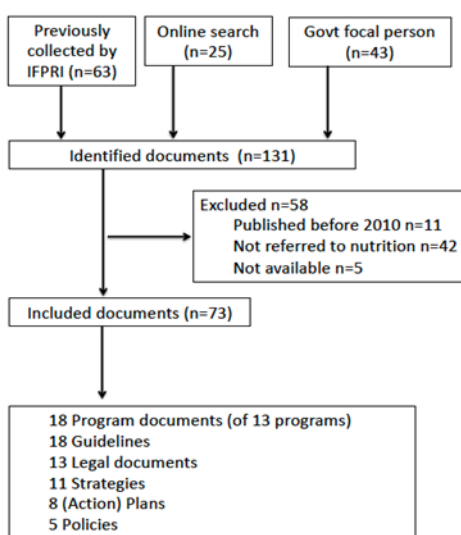 Previously
collected by
IFPRI (n=63)
Online search
(n=25)
Govt focal person
(n=43)
Identified documents (n=131)
Excluded n=58
Published before 2010 n=11
Not referred to nutrition n=42
Not available n=5
Included documents (n=73)
18 Program documents (of 13 programs)
18 Guidelines
13 Legal documents
11 Strategies
8 (Action) Plans
5 Policies